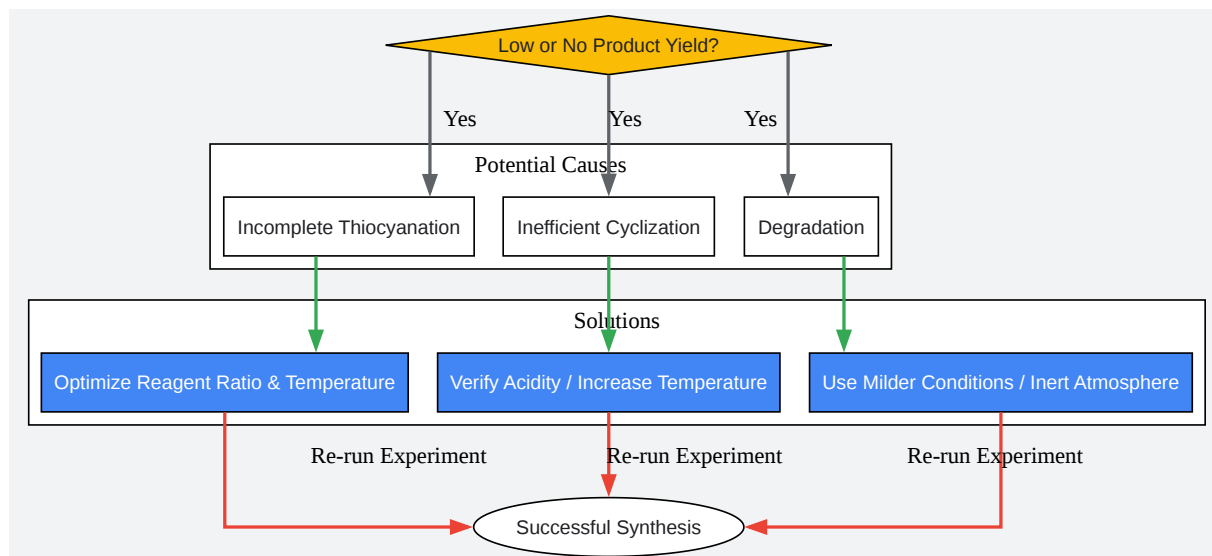 Low or No Product Yield?
Yes
Yes
Yes
Potential Causes
Incomplete Thiocyanation
Inefficient Cyclization
Degradation
Solutions
Optimize Reagent Ratio & Temperature
Verify Acidity / Increase Temperature
Use Milder Conditions / Inert Atmosphere
Re-run Experiment
Re-run Experiment
Re-run Experiment
Successful Synthesis